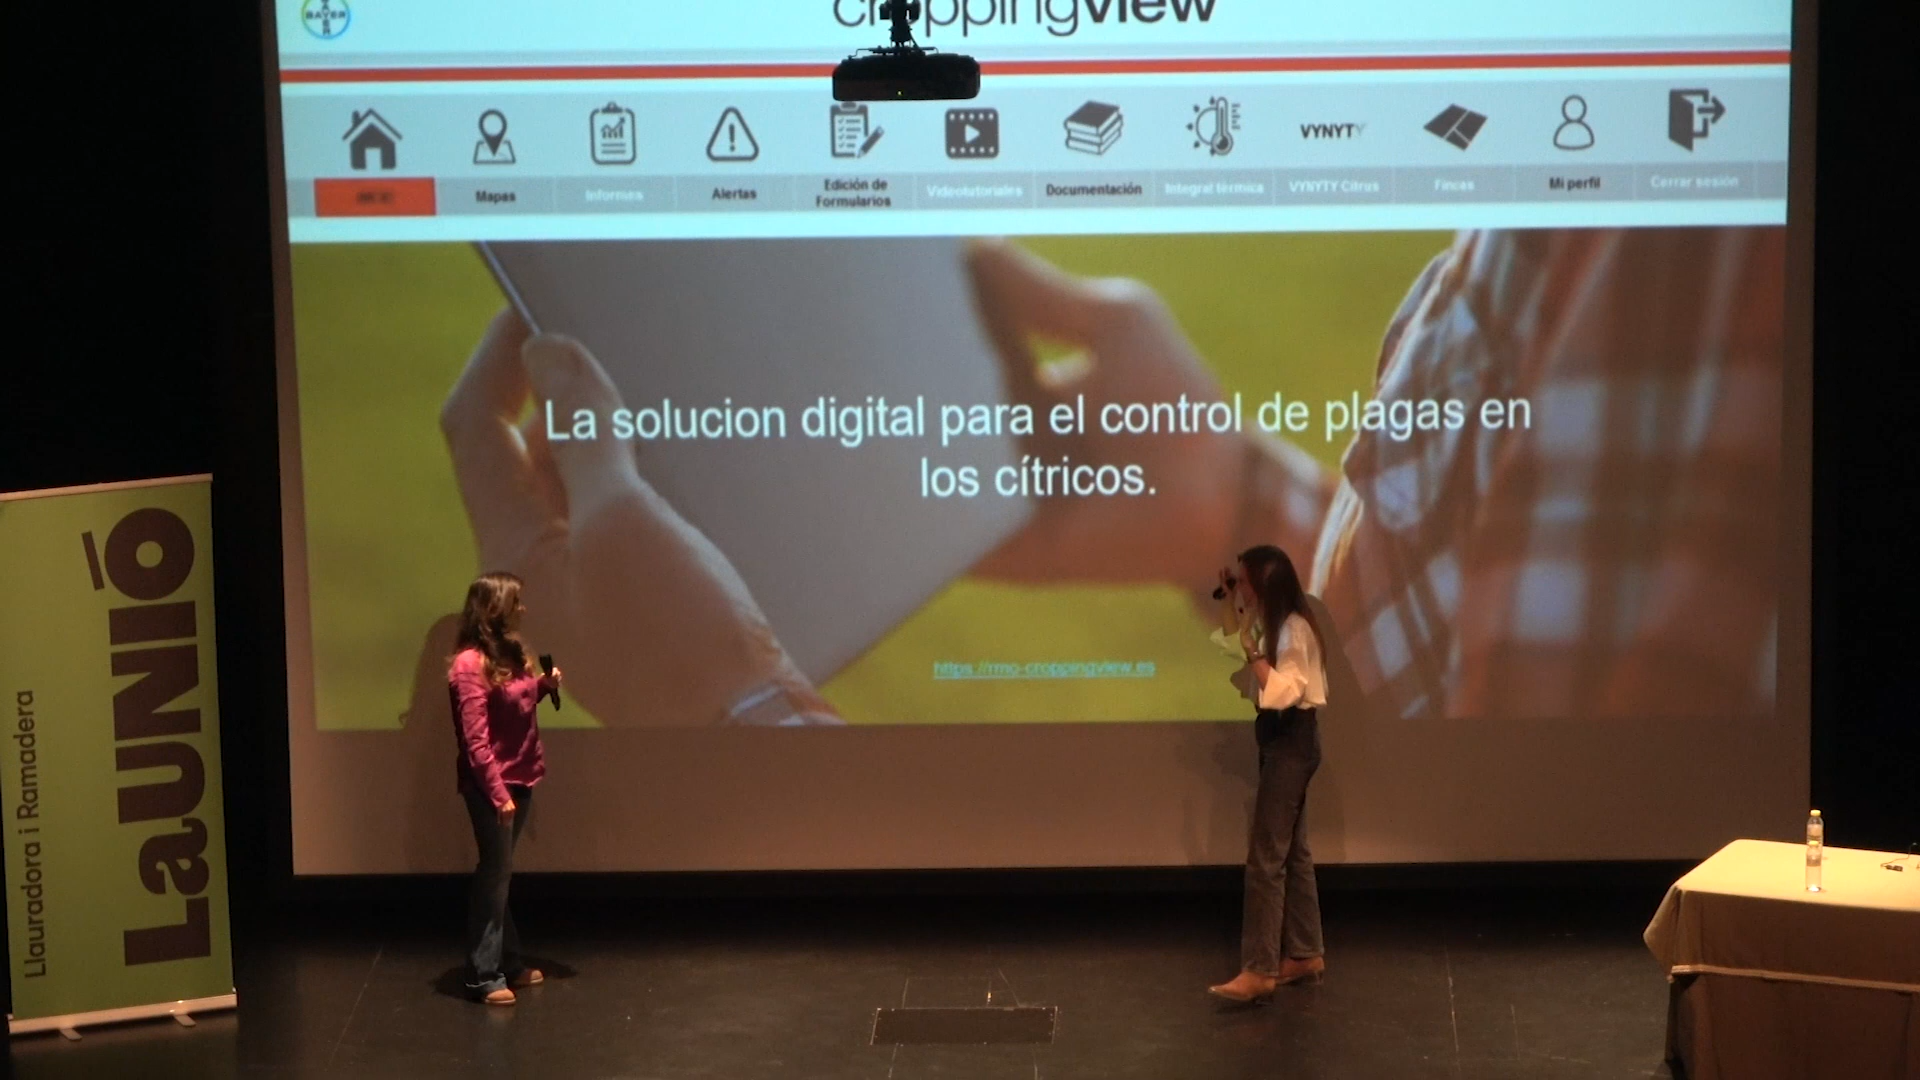 BAYER
croppingview
VYNYTY
Mapas
Informes
Alertas
Edición de
Formularios
Videotutoriales
Documentación
Integral térmica
VYNYTY Citrus
Fincas
Mi perfil
Cerrar sesión
La solucion digital para el control de plagas en
los cítricos.
https://rmo-croppingview.es
LaUNIÓ
Llauradora i Ramadera